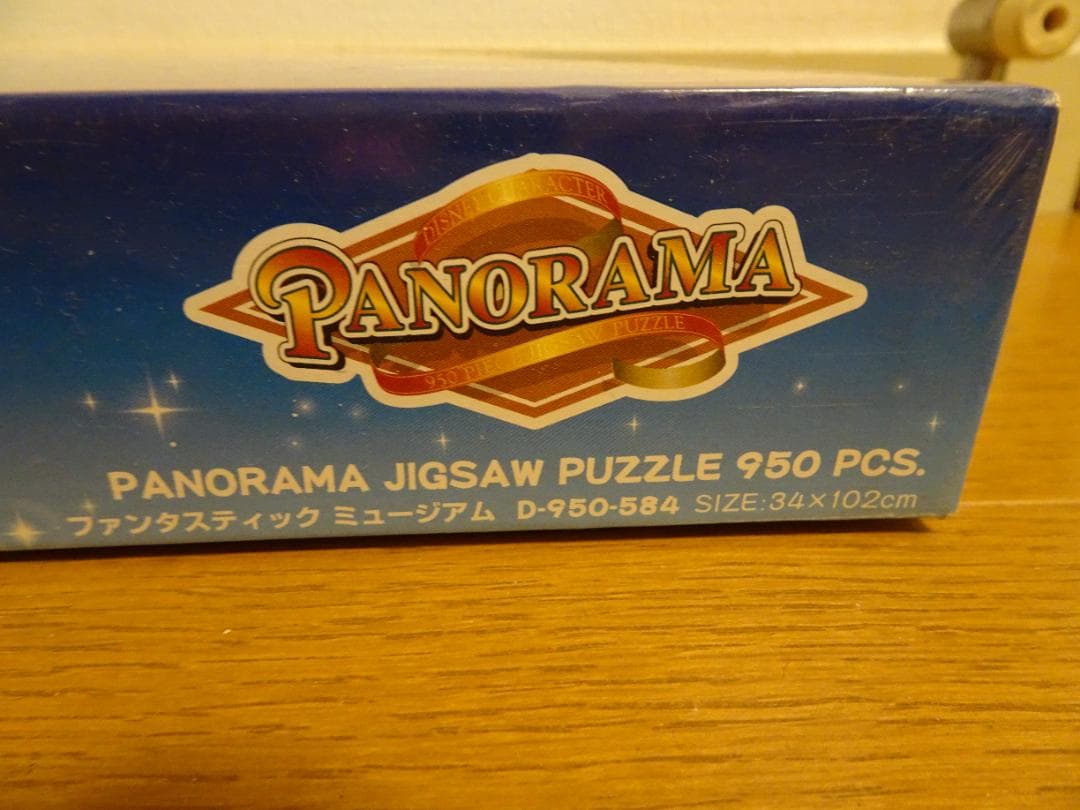 DISNEY CHARACTER
PANORAMA
950 PIECE JIGSAW PUZZLE
PANORAMA JIGSAW PUZZLE 950 PCS.
ファンタスティック ミュージアム D-950-584 SIZE:34×102cm